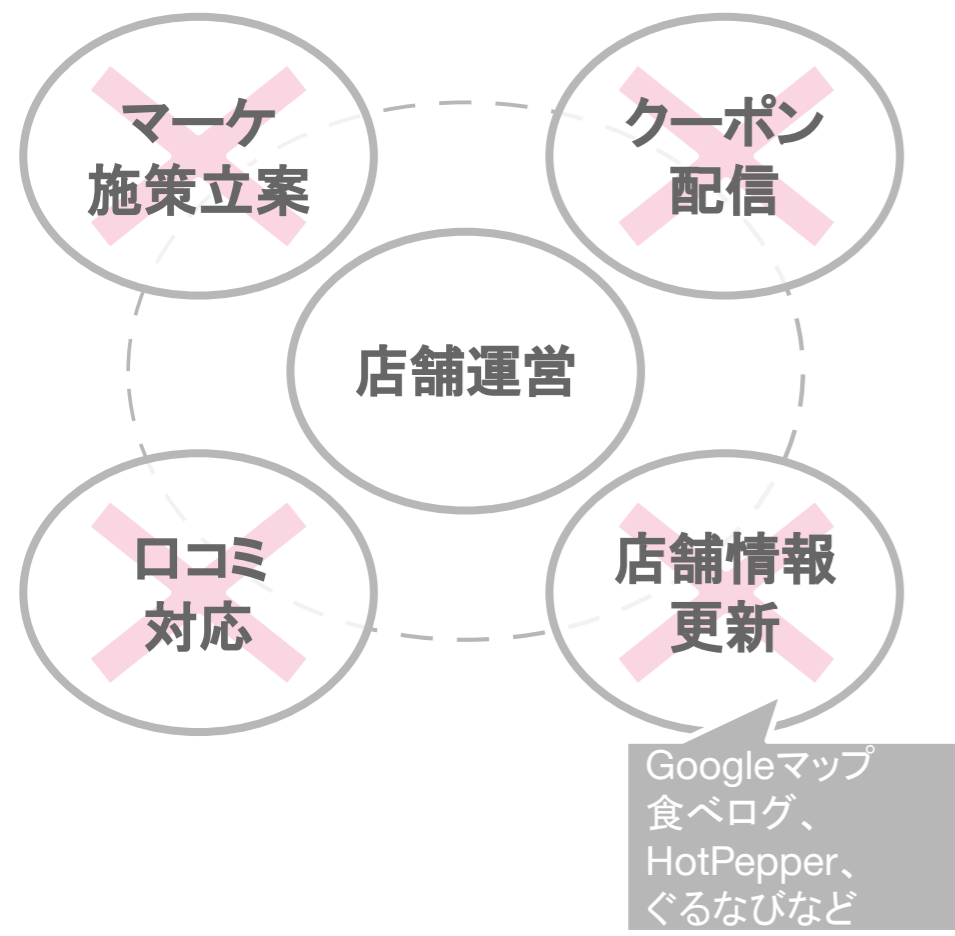 マーケ
施策立案
クーポン
配信
店舗運営
口コミ
対応
店舗情報
更新
Googleマップ
食べログ、
HotPepper、
ぐるなびなど